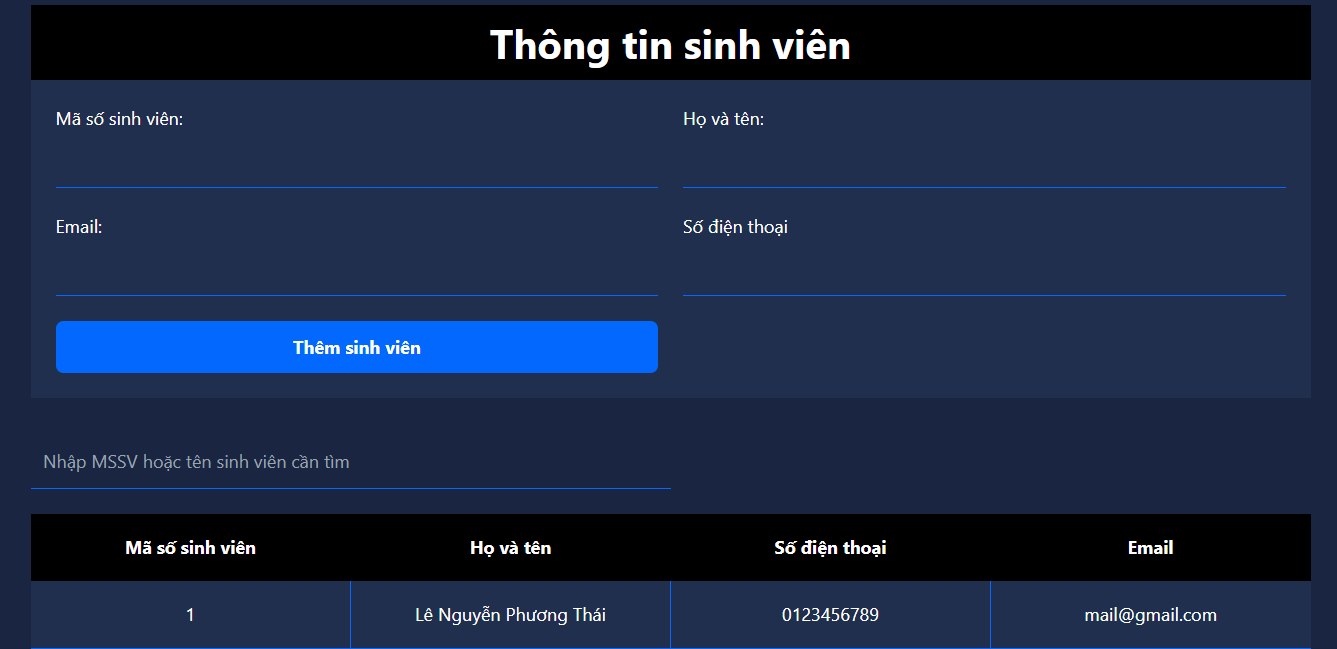 Thông tin sinh viên
Mã số sinh viên:
Họ và tên:
Email:
Số điện thoại
Thêm sinh viên
Nhập MSSV hoặc tên sinh viên cần tìm
Mã số sinh viên Họ và tên Số điện thoại Email
1 Lê Nguyễn Phương Thái 0123456789 mail@gmail.com